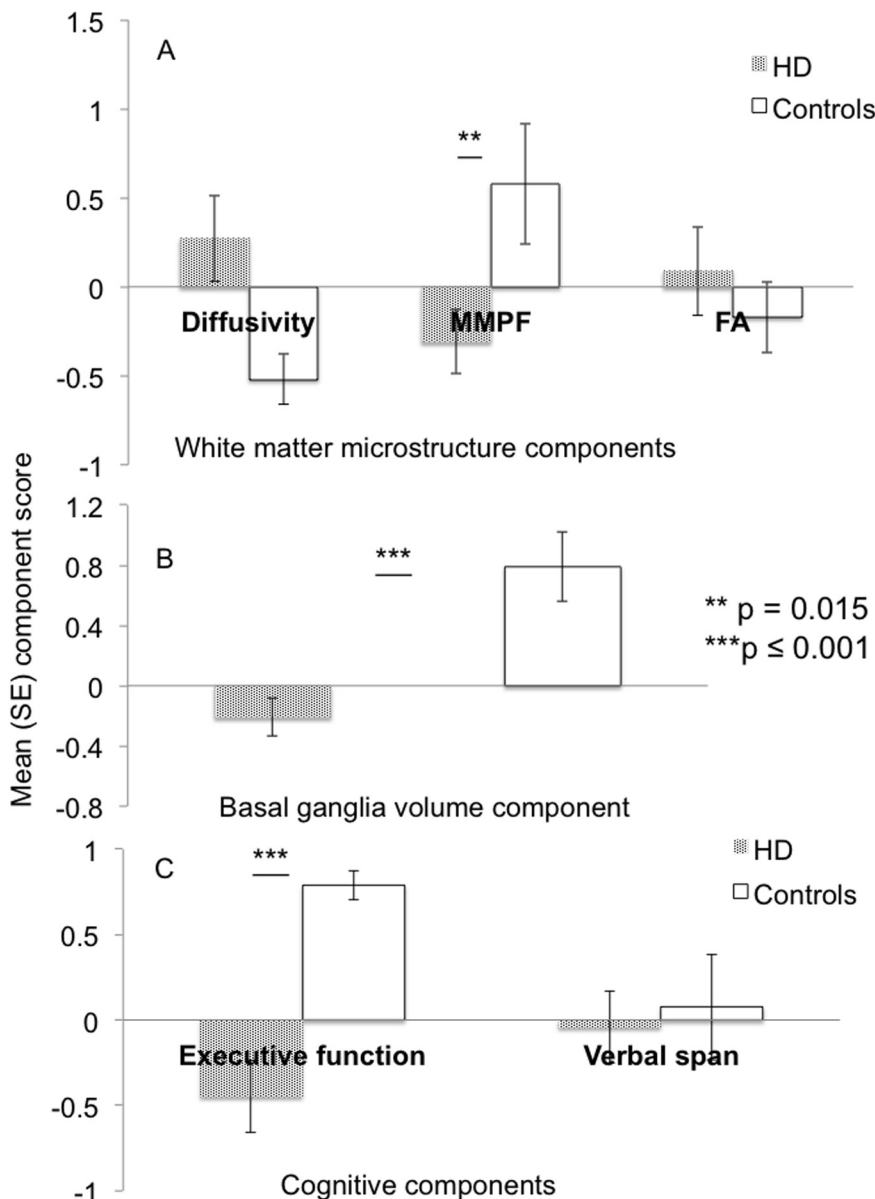 Mean (SE) component score
A
1.5
1
0.5
0
-0.5
-1
HD
Controls
**
Diffusivity
MMPF
FA
White matter microstructure components
B
1.2
0.8
0.4
0
-0.4
-0.8
***
** p = 0.015
***p ≤ 0.001
Basal ganglia volume component
C
1
0.5
0
-0.5
-1
***
HD
Controls
Executive function
Verbal span
Cognitive components